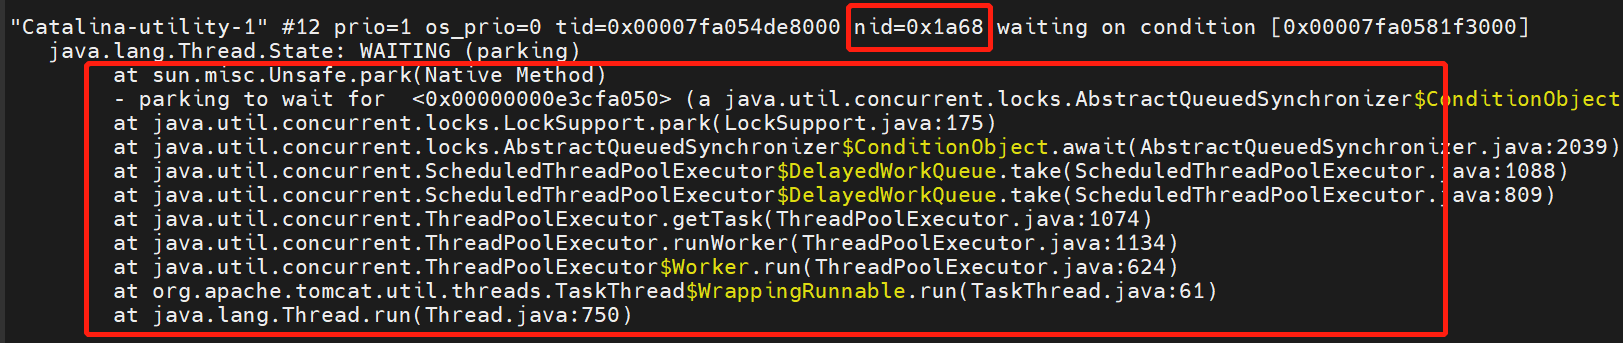 "Catalina-utility-1" #12 prio=1 os_prio=0 tid=0x00007fa054de8000 nid=0x1a68 waiting on condition [0x00007fa0581f3000]
java.lang.Thread.State: WAITING (parking)
at sun.misc.Unsafe.park(Native Method)
- parking to wait for <0x00000000e3cfa050> (a java.util.concurrent.locks.AbstractQueuedSynchronizer$ConditionObject
at java.util.concurrent.locks.LockSupport.park(LockSupport.java:175)
at java.util.concurrent.locks.AbstractQueuedSynchronizer$ConditionObject.await(AbstractQueuedSynchronizer.java:2039)
at java.util.concurrent.ScheduledThreadPoolExecutor$DelayedWorkQueue.take(ScheduledThreadPoolExecutor.java:1088)
at java.util.concurrent.ScheduledThreadPoolExecutor$DelayedWorkQueue.take(ScheduledThreadPoolExecutor.java:809)
at java.util.concurrent.ThreadPoolExecutor.getTask(ThreadPoolExecutor.java:1074)
at java.util.concurrent.ThreadPoolExecutor.runWorker(ThreadPoolExecutor.java:1134)
at java.util.concurrent.ThreadPoolExecutor$Worker.run(ThreadPoolExecutor.java:624)
at org.apache.tomcat.util.threads.TaskThread$WrappingRunnable.run(TaskThread.java:61)
at java.lang.Thread.run(Thread.java:750)